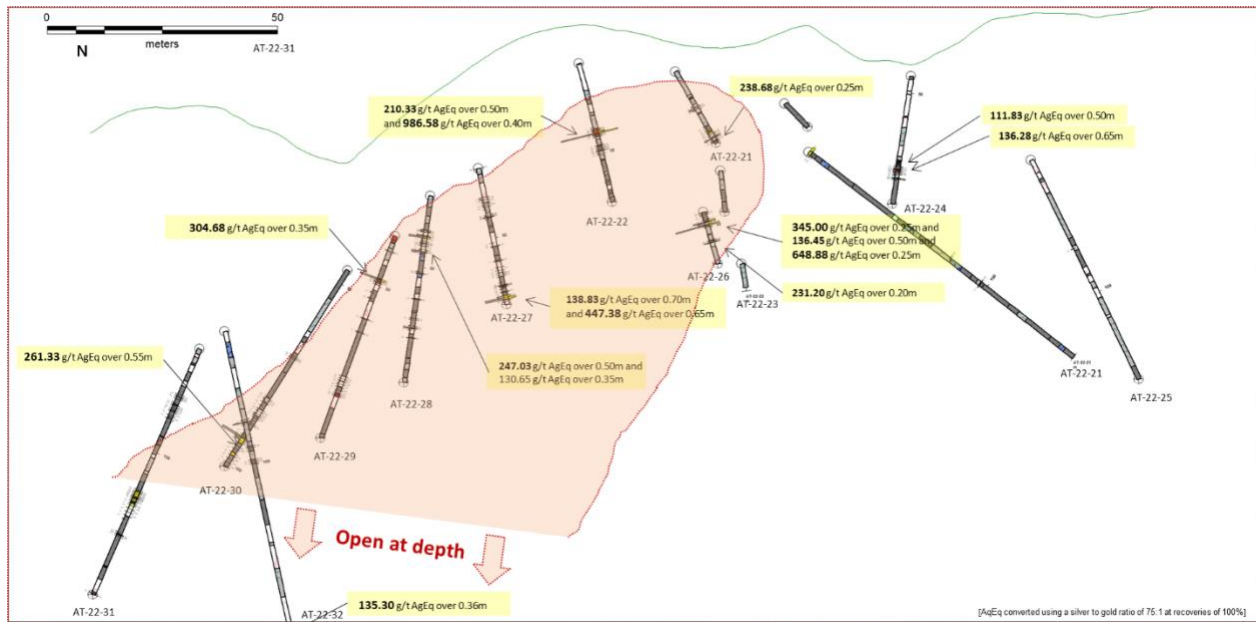 0 50
meters
N
AT-22-31
210.33 g/t AgEq over 0.50m
and 986.58 g/t AgEq over 0.40m
238.68 g/t AgEq over 0.25m
111.83 g/t AgEq over 0.50m
136.28 g/t AgEq over 0.65m
AT-22-21
AT-22-22
AT-22-24
304.68 g/t AgEq over 0.35m
345.00 g/t AgEq over 0.25m and
136.45 g/t AgEq over 0.50m and
648.88 g/t AgEq over 0.25m
AT-22-26
231.20 g/t AgEq over 0.20m
AT-22-23
138.83 g/t AgEq over 0.70m
and 447.38 g/t AgEq over 0.65m
AT-22-27
261.33 g/t AgEq over 0.55m
247.03 g/t AgEq over 0.50m and
130.65 g/t AgEq over 0.35m
AT-22-21
AT-22-25
AT-22-28
AT-22-29
AT-22-30
Open at depth
AT-22-31
AT-22-32
135.30 g/t AgEq over 0.36m
[AgEq converted using a silver to gold ratio of 75:1 at recoveries of 100%]